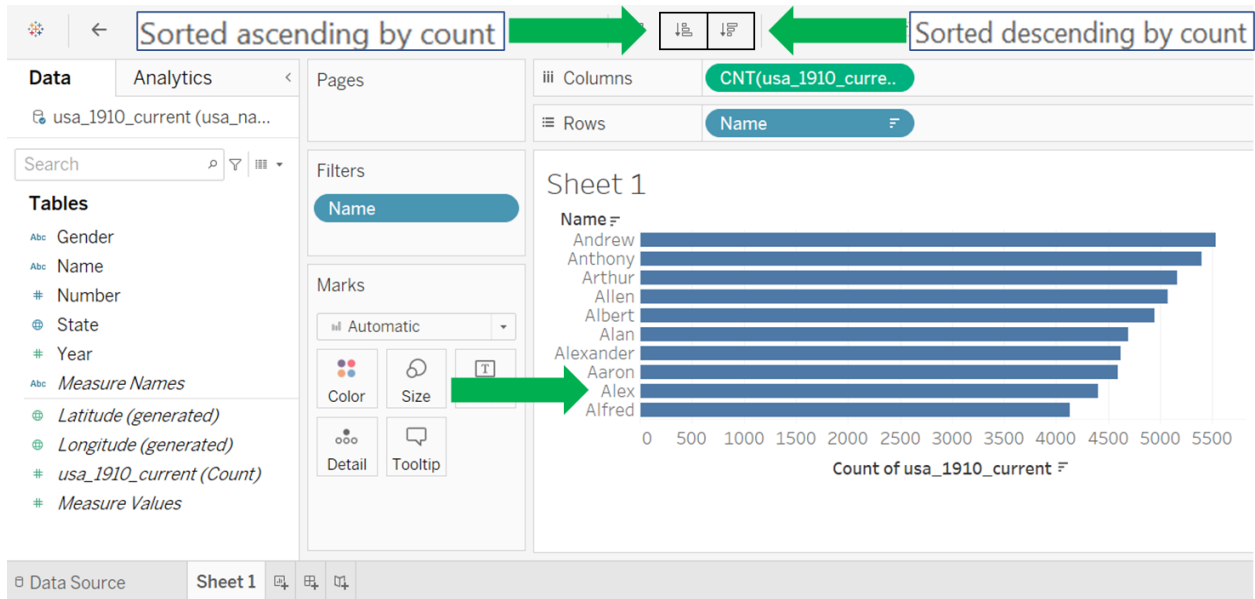 Sorted ascending by count
Sorted descending by count
Data
Analytics
usa_1910_current (usa_na...
Search
Tables
Abc Gender
Abc Name
# Number
State
# Year
Abc Measure Names
Latitude (generated)
Longitude (generated)
# usa_1910_current (Count)
# Measure Values
Pages
Filters
Name
Marks
Automatic
Color
Size
T
Detail
Tooltip
Columns
CNT(usa_1910_curre..
Rows
Name
Sheet 1
Name
Andrew
Anthony
Arthur
Allen
Albert
Alan
Alexander
Aaron
Alex
Alfred
0 500 1000 1500 2000 2500 3000 3500 4000 4500 5000 5500
Count of usa_1910_current
Data Source
Sheet 1